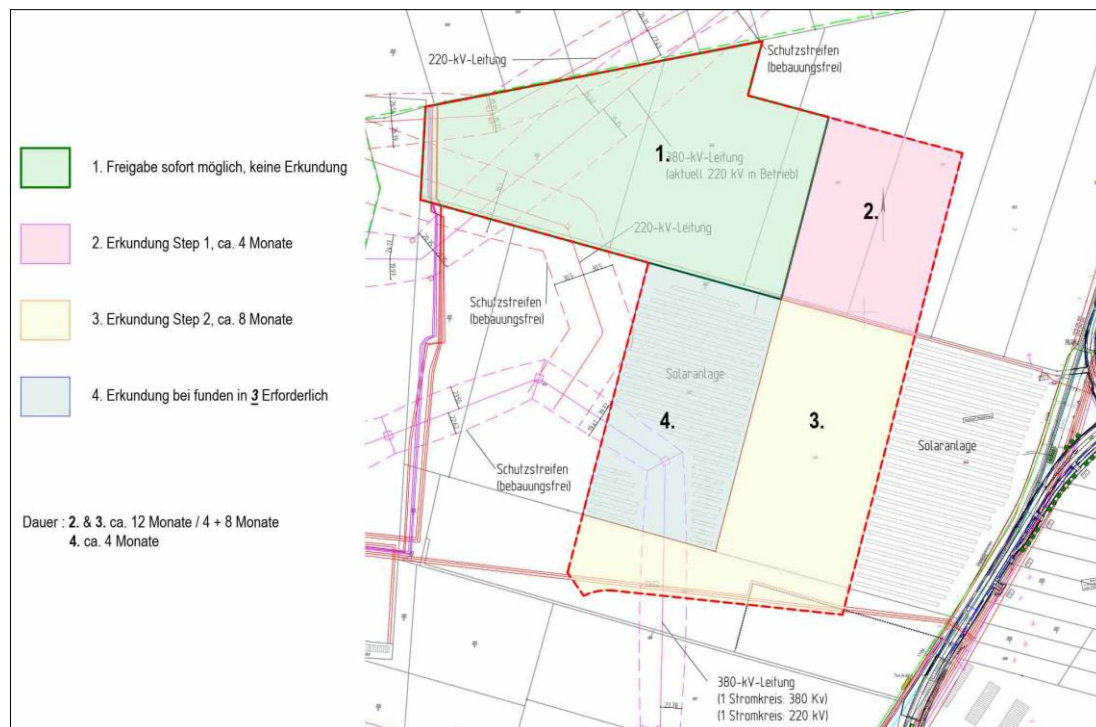 1. Freigabe sofort möglich, keine Erkundung
2. Erkundung Step 1, ca. 4 Monate
3. Erkundung Step 2, ca. 8 Monate
4. Erkundung bei funden in 3 Erforderlich
Dauer : 2. & 3. ca. 12 Monate / 4 + 8 Monate
4. ca. 4 Monate
220-kV-Leitung
Schutzstreifen
(bebauungsfrei)
1.
380-kV-Leitung
(aktuell 220 kV in Betrieb)
2.
220-kV-Leitung
Schutzstreifen
(bebauungsfrei)
Solaranlage
4.
3.
Solaranlage
Schutzstreifen
(bebauungsfrei)
380-kV-Leitung
(1 Stromkreis: 380 Kv)
(1 Stromkreis: 220 kV)